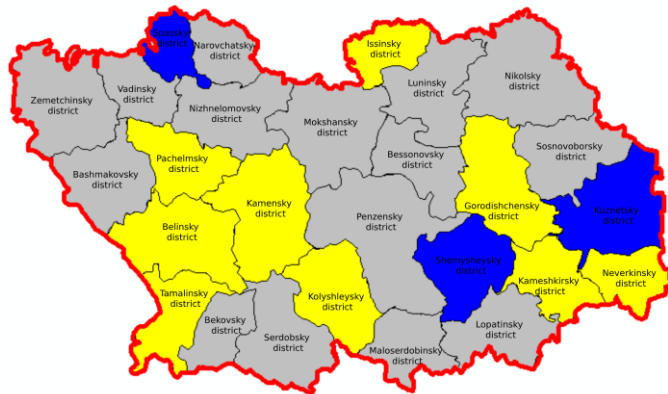 district
Narovchatsky
district
Issinsky
district
Luninsky
district
Nikolsky
district
Zemetchinsky
district
Vadinsky
district
Nizhnelomovsky
district
Mokshansky
district
Bessonovsky
district
Sosnovoborsky
district
Pachelmsky
district
Bashmakovsky
district
Kamensky
district
Gorodishchensky
district
Kuznetsky
district
Belinsky
district
Penzensky
district
Shemysheysky
district
Kameshkirsky
district
Neverkinsky
district
Tamalinsky
district
Kolyshleysky
district
Bekovsky
district
Serdobsky
district
Maloserdobinsky
district
Lopatinsky
district